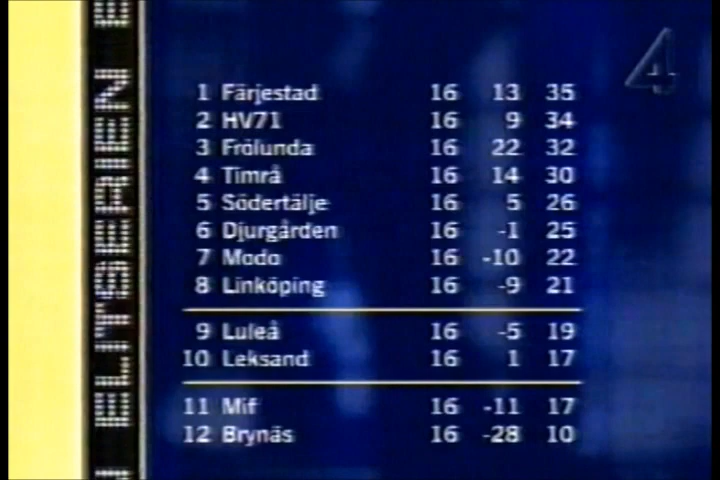 ELITSERIEN E
4
1 Färjestad 16 13 35
2 HV71 16 9 34
3 Frölunda 16 22 32
4 Timrå 16 14 30
5 Södertälje 16 5 26
6 Djurgården 16 -1 25
7 Modo 16 -10 22
8 Linköping 16 -9 21
9 Luleå 16 -5 19
10 Leksand 16 1 17
11 Mif 16 -11 17
12 Brynäs 16 -28 10